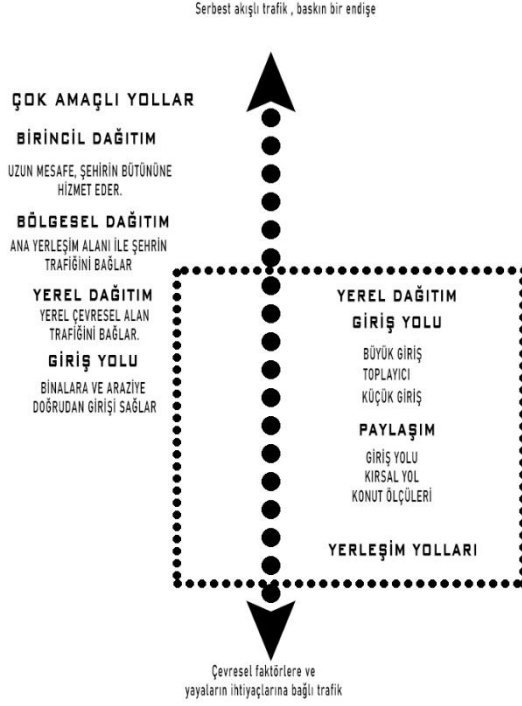 Serbest akışlı trafik , baskın bir endişe
ÇOK AMAÇLI YOLLAR
BİRİNCİL DAĞITIM
UZUN MESAFE, ŞEHİRİN BÜTÜNÜNE
HİZMET EDER.
BÖLGESEL DAĞITIM
ANA YERLEŞİM ALANI İLE ŞEHRİN
TRAFİĞİNİ BAĞLAR
YEREL DAĞITIM
YEREL ÇEVRESEL ALAN
TRAFİĞİNİ BAĞLAR.
GİRİŞ YOLU
BİNALARA VE ARAZİYE
DOĞRUDAN GİRİŞİ SAĞLAR
YEREL DAĞITIM
GİRİŞ YOLU
BÜYÜK GİRİŞ
TOPLAYICI
KÜÇÜK GİRİŞ
PAYLAŞIM
GİRİŞ YOLU
KIRSAL YOL
KONUT ÖLÇÜLERİ
YERLEŞİM YOLLARI
Çevresel faktörlere ve
yayaların ihtiyaçlarına bağlı trafik